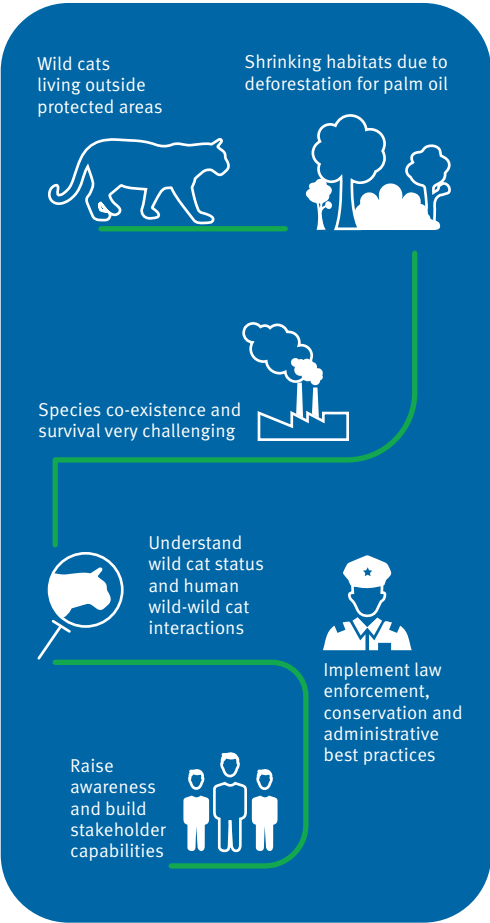 Wild cats
living outside
protected areas
Shrinking habitats due to
deforestation for palm oil
Species co-existence and
survival very challenging
Understand
wild cat status
and human
wild-wild cat
interactions
Implement law
enforcement,
conservation and
administrative
best practices
Raise
awareness
and build
stakeholder
capabilities